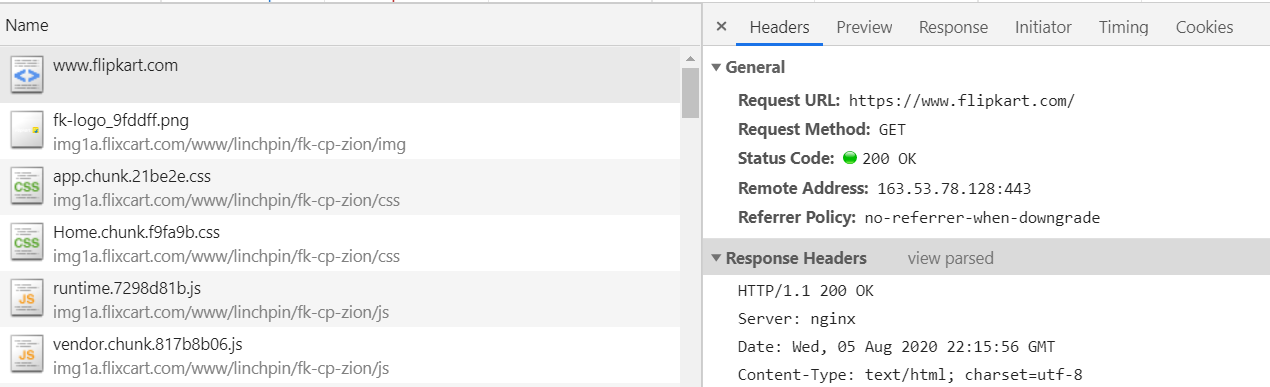 Name
www.flipkart.com
fk-logo_9fddff.png
img1a.flixcart.com/www/linchpin/fk-cp-zion/img
CSS
app.chunk.21be2e.css
img1a.flixcart.com/www/linchpin/fk-cp-zion/css
CSS
Home.chunk.f9fa9b.css
img1a.flixcart.com/www/linchpin/fk-cp-zion/css
JS
runtime.7298d81b.js
img1a.flixcart.com/www/linchpin/fk-cp-zion/js
JS
vendor.chunk.817b8b06.js
img1a.flixcart.com/www/linchpin/fk-cp-zion/js
× Headers Preview Response Initiator Timing Cookies
General
Request URL: https://www.flipkart.com/
Request Method: GET
Status Code: 200 OK
Remote Address: 163.53.78.128:443
Referrer Policy: no-referrer-when-downgrade
Response Headers view parsed
HTTP/1.1 200 OK
Server: nginx
Date: Wed, 05 Aug 2020 22:15:56 GMT
Content-Type: text/html; charset=utf-8